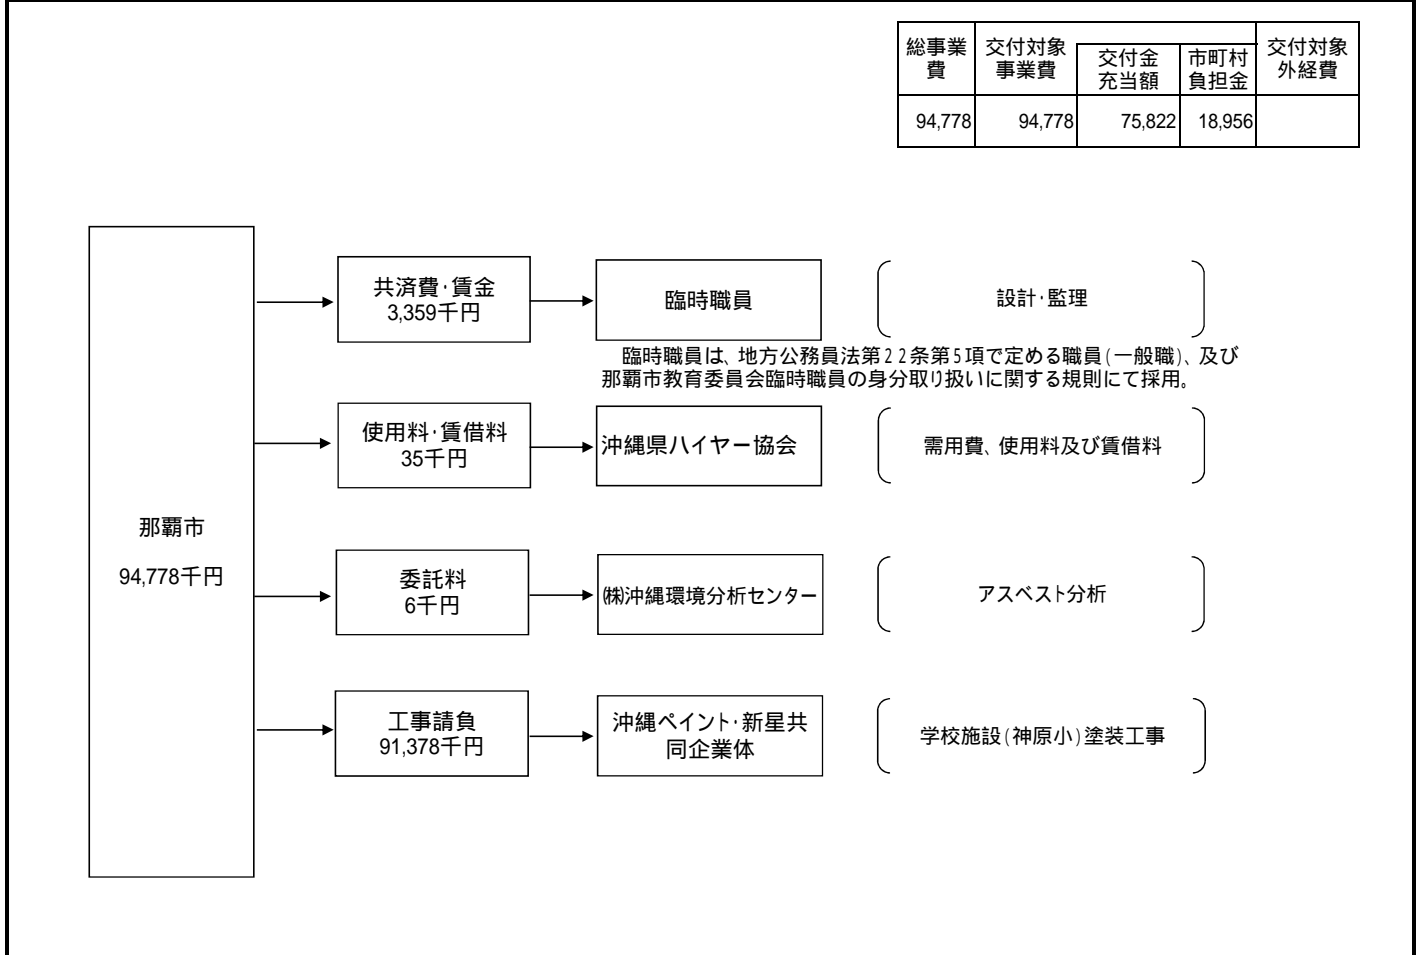 総事業
費
交付対象
事業費
交付金
充当額
市町村
負担金
交付対象
外経費
94,778
94,778
75,822
18,956
那覇市
94,778千円
共済費・賃金
3,359千円
臨時職員
設計・監理
臨時職員は、地方公務員法第22条第5項で定める職員(一般職)、及び
那覇市教育委員会臨時職員の身分取り扱いに関する規則にて採用。
使用料・賃借料
35千円
沖縄県ハイヤー協会
需用費、使用料及び賃借料
委託料
6千円
㈱沖縄環境分析センター
アスベスト分析
工事請負
91,378千円
沖縄ペイント・新星共
同企業体
学校施設(神原小)塗装工事